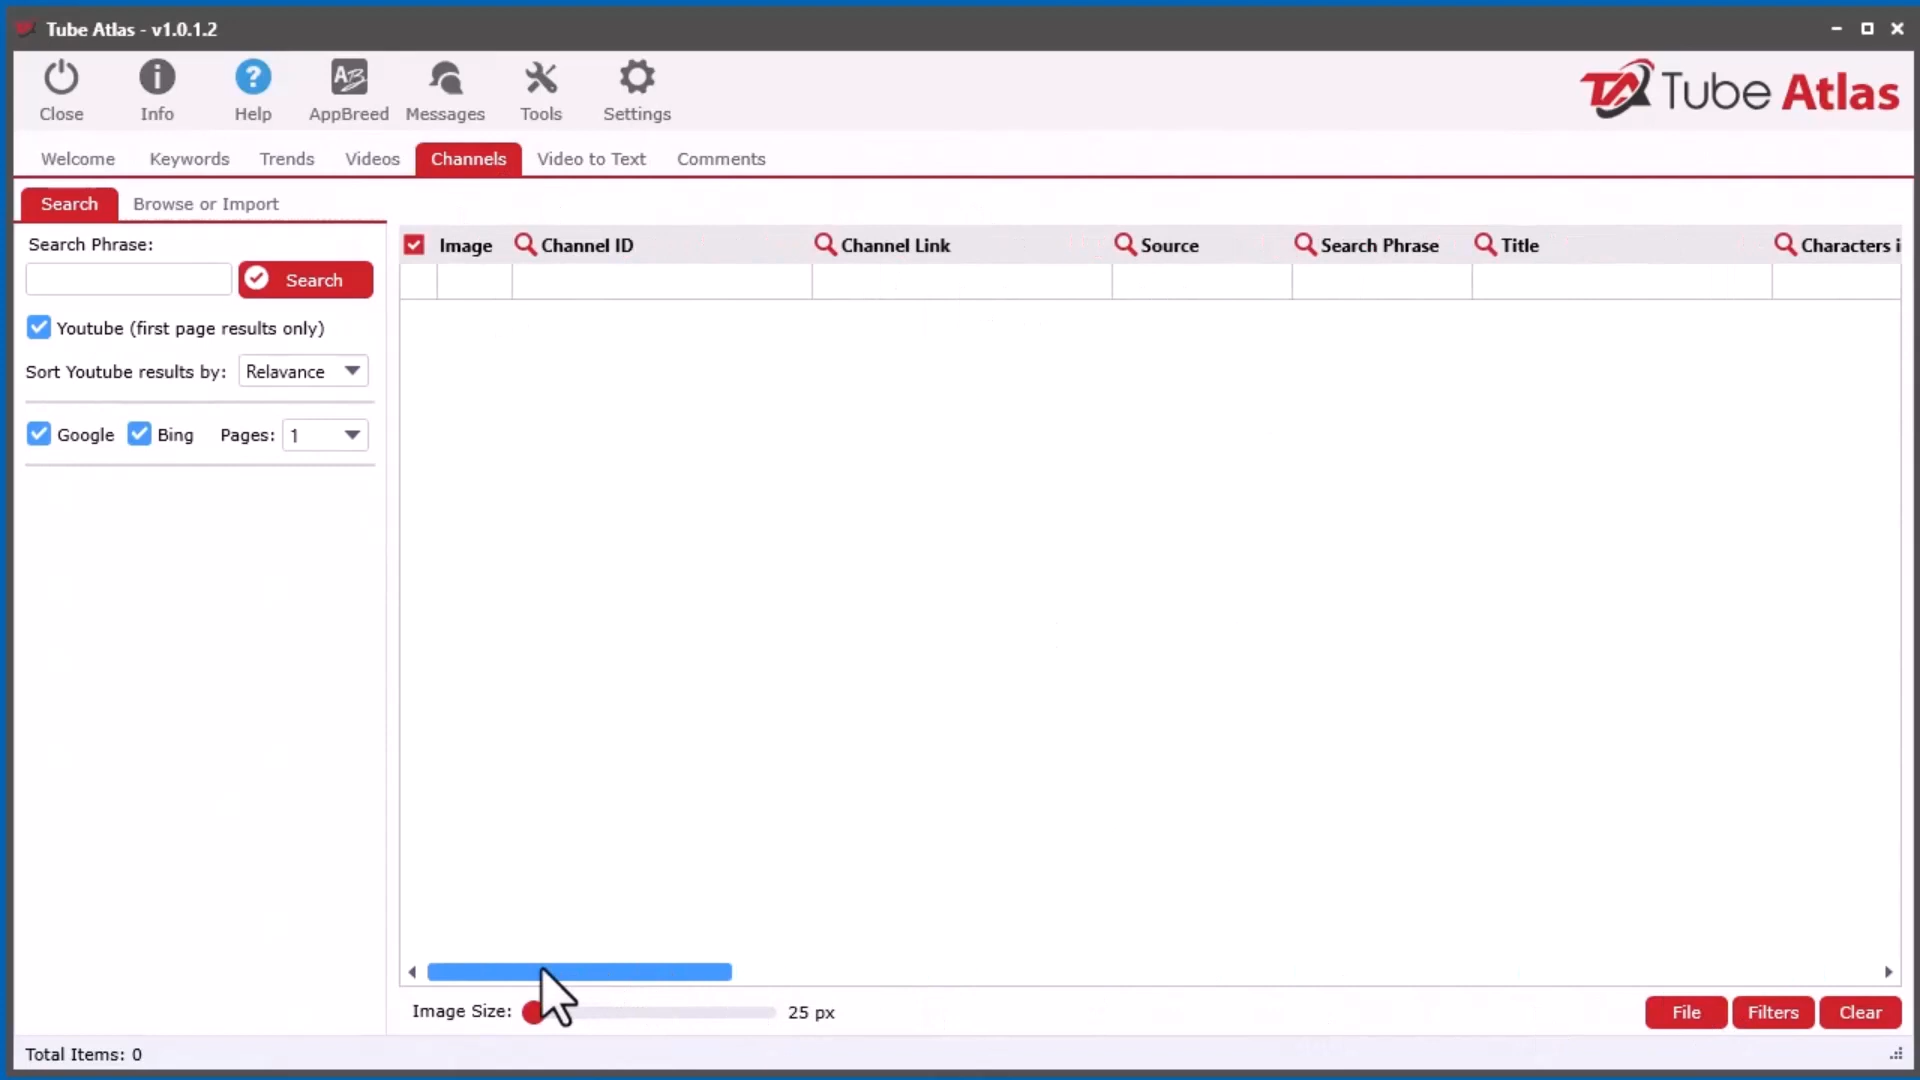 Tube Atlas - v1.0.1.2
Close Info Help AppBreed Messages Tools Settings
Tube Atlas
Welcome Keywords Trends Videos Channels Video to Text Comments
Search Browse or Import
Search Phrase:
Search
Youtube (first page results only)
Sort Youtube results by: Relavance
Google Bing Pages: 1
Image Channel ID Channel Link Source Search Phrase Title Characters i
Image Size: 25 px
File Filters Clear
Total Items: 0